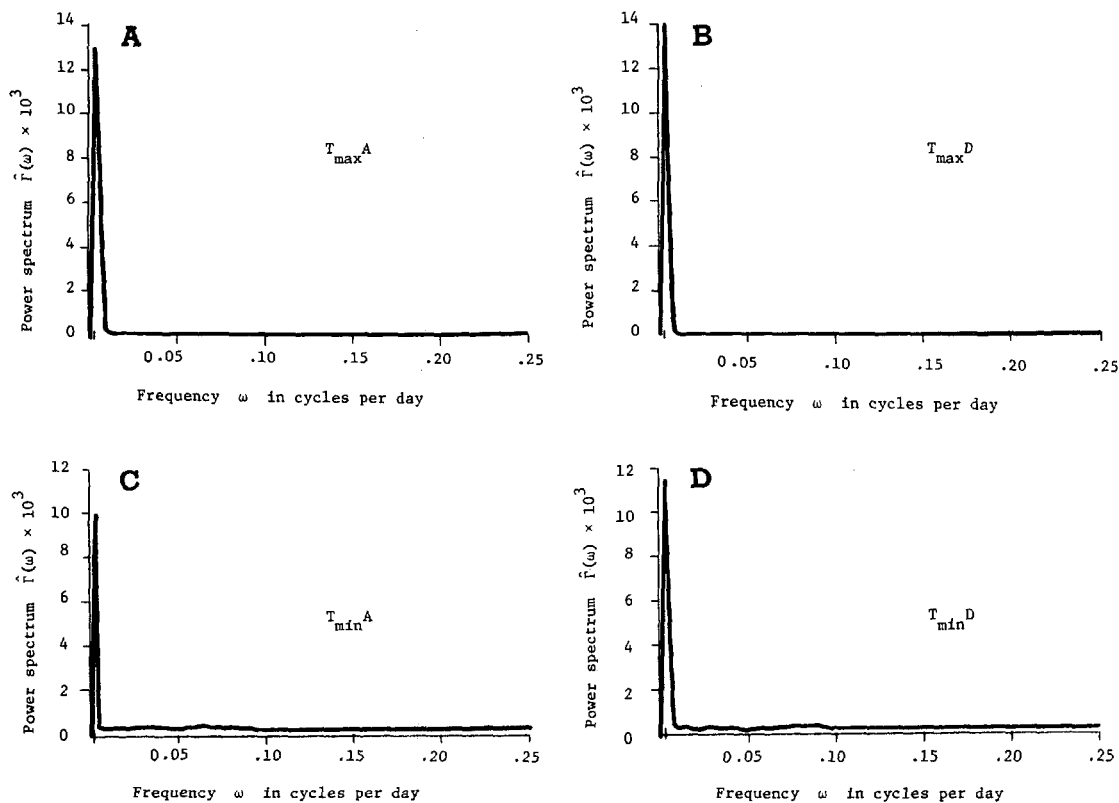 A
Power spectrum Γ̂(ω) × 10³
14
12
10
8
6
4
2
0
T_max A
0.05 .10 .15 .20 .25
Frequency ω in cycles per day
B
Power spectrum Γ̂(ω) × 10³
14
12
10
8
6
4
2
0
T_max D
0.05 .10 .15 .20 .25
Frequency ω in cycles per day
C
Power spectrum Γ̂(ω) × 10³
12
10
8
6
4
2
0
T_min A
0.05 .10 .15 .20 .25
Frequency ω in cycles per day
D
Power spectrum Γ̂(ω) × 10³
12
10
8
6
4
2
0
T_min D
0.05 .10 .15 .20 .25
Frequency ω in cycles per day